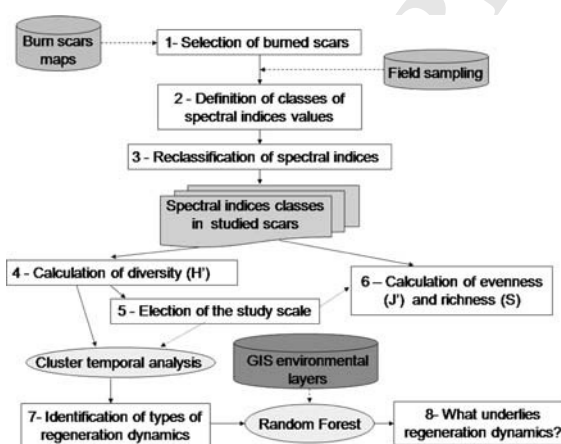 Burn scars
maps
1- Selection of burned scars
Field sampling
2 - Definition of classes of
spectral indices values
3 - Reclassification of spectral indices
Spectral indices classes
in studied scars
4 - Calculation of diversity (H')
5 - Election of the study scale
6 – Calculation of evenness
(J') and richness (S)
Cluster temporal analysis
GIS environmental
layers
7- Identification of types of
regeneration dynamics
Random Forest
8- What underlies
regeneration dynamics?